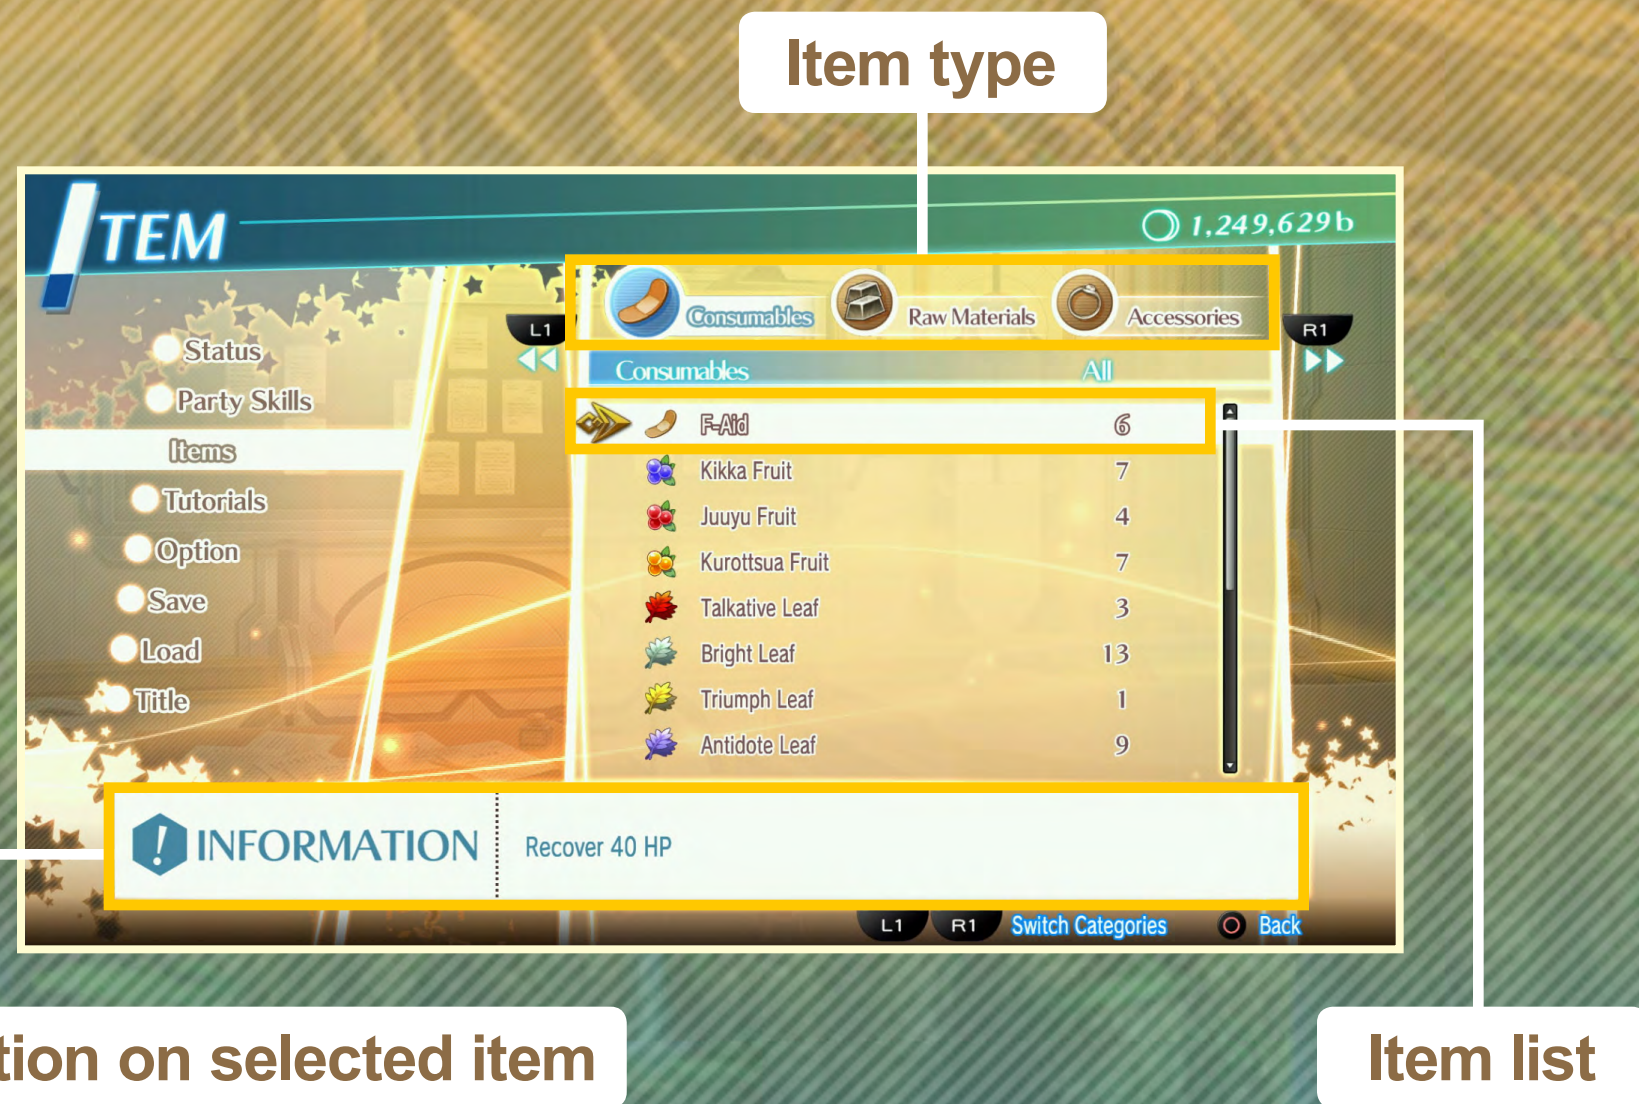 Item type
ITEM
1,249,629b
L1
Consumables
Raw Materials
Accessories
R1
Status
Party Skills
Items
Tutorials
Option
Save
Load
Title
Consumables All
F-Aid 6
Kikka Fruit 7
Juuyu Fruit 4
Kurottsua Fruit 7
Talkative Leaf 3
Bright Leaf 13
Triumph Leaf 1
Antidote Leaf 9
! INFORMATION
Recover 40 HP
L1 R1 Switch Categories Back
tion on selected item
Item list